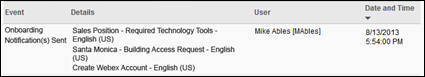 Event Details User Date and Time
Onboarding Notification(s) Sent
Sales Position - Required Technology Tools - English (US)
Santa Monica - Building Access Request - English (US)
Create Webex Account - English (US)
Mike Ables [MAbles]
8/13/2013
5:54:00 PM